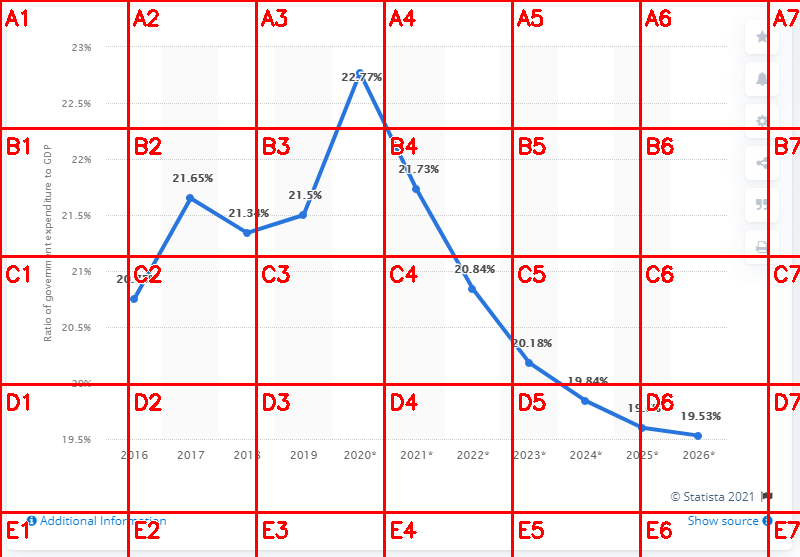 A1 A2 A3 A4 A5 A6 A7
23%
22.77%
22.5%
B1 B2 B3 B4 B5 B6 B7
22%
21.73%
21.65%
21.5%
21.34%
21.5%
Ratio of government expenditure to GDP
C1 C2 C3 C4 C5 C6 C7
21%
20.84%
20.5%
20.18%
20%
19.84%
D1 D2 D3 D4 D5 D6 D7
19.53%
19.5%
2016 2017 2018 2019 2020* 2021* 2022* 2023* 2024* 2025* 2026*
© Statista 2021
Additional Information
Show source
E1 E2 E3 E4 E5 E6 E7